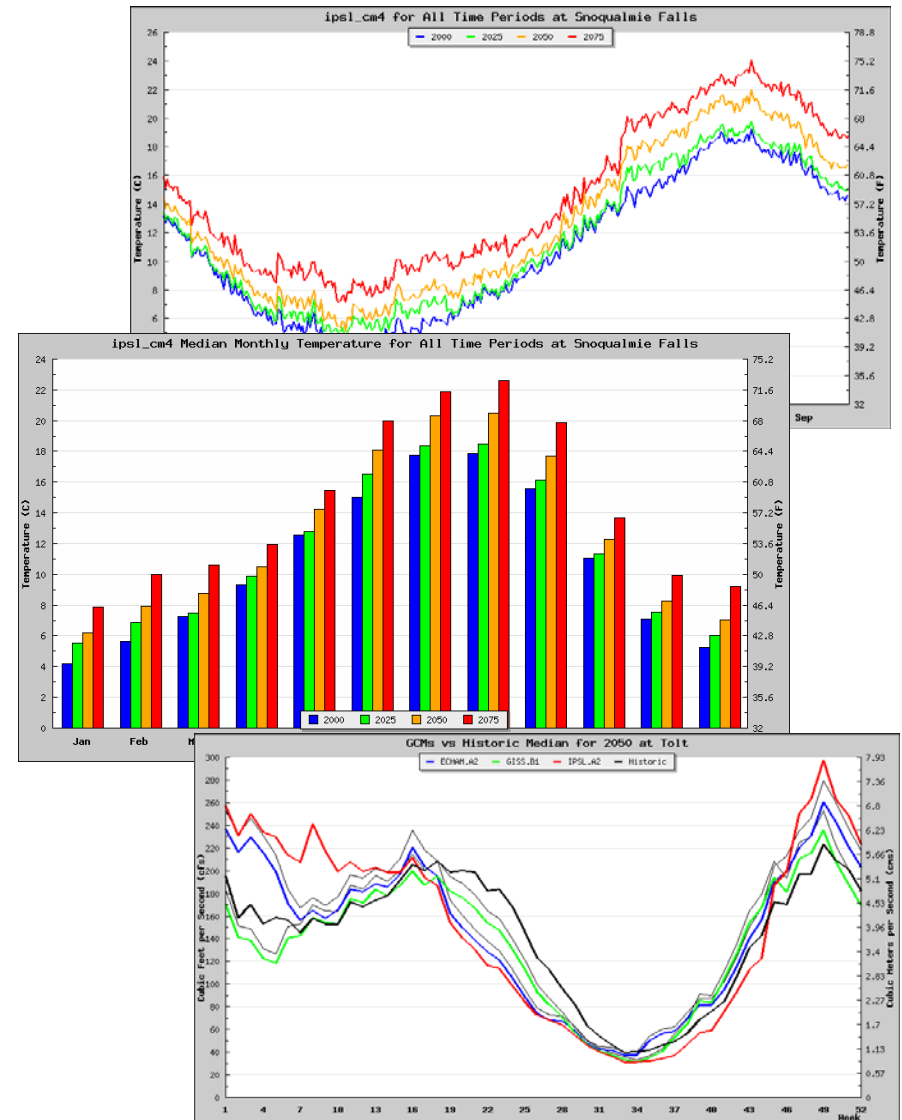 ipsl_cm4 for All Time Periods at Snoqualmie Falls
2000 2025 2050 2075
26 78.8
24 75.2
22 71.6
20 68
18 64.4
16 60.8
14 57.2
12 53.6
10 50
8 46.4
6 42.8
39.2
35.6
32
Temperature (C)
Temperature (F)
Sep
ipsl_cm4 Median Monthly Temperature for All Time Periods at Snoqualmie Falls
24 75.2
22 71.6
20 68
18 64.4
16 60.8
14 57.2
12 53.6
10 50
8 46.4
6 42.8
4 39.2
2 35.6
0 32
Temperature (C)
Temperature (F)
2000 2025 2050 2075
Jan Feb M
GCMs vs Historic Median for 2050 at Tolt
ECHAM.A2 GISS.B1 IPSL.A2 Historic
300 7.93
280 7.36
260 6.8
240 6.23
220 5.66
200 5.1
180 4.53
160 3.96
140 3.4
120 2.83
100 2.27
80 1.7
60 1.13
40 0.57
20 0
0
Cubic Feet per Second (cfs)
Cubic Meters per Second (cms)
1 4 7 10 13 16 19 22 25 28 31 34 37 40 43 46 49 52
Week